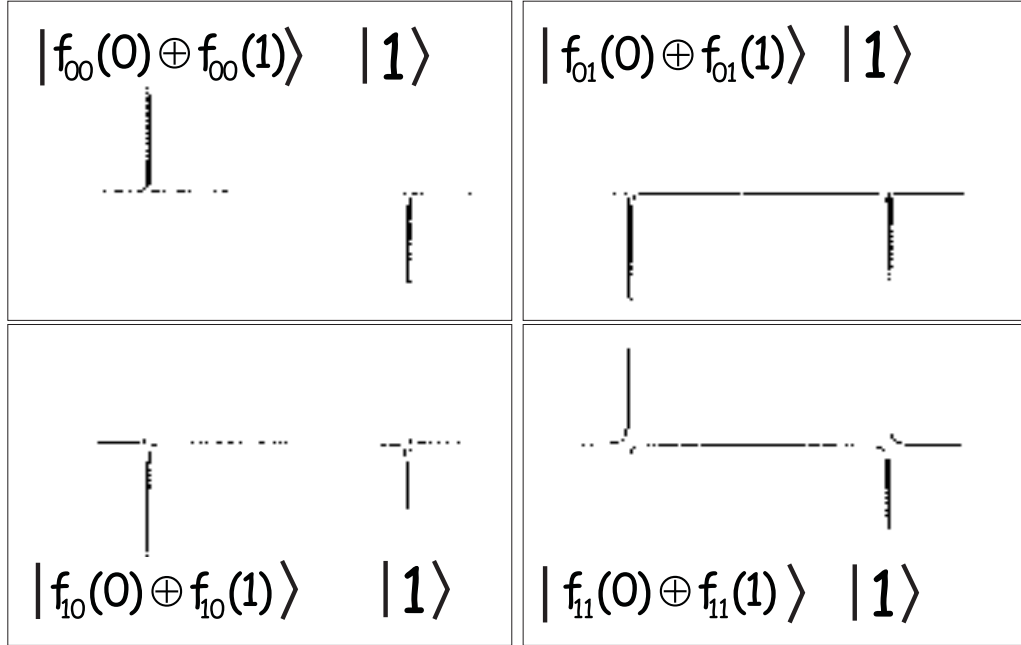 |f₀₀(0)⊕f₀₀(1)⟩ |1⟩
|f₀₁(0)⊕f₀₁(1)⟩ |1⟩
|f₁₀(0)⊕f₁₀(1)⟩ |1⟩
|f₁₁(0)⊕f₁₁(1)⟩ |1⟩